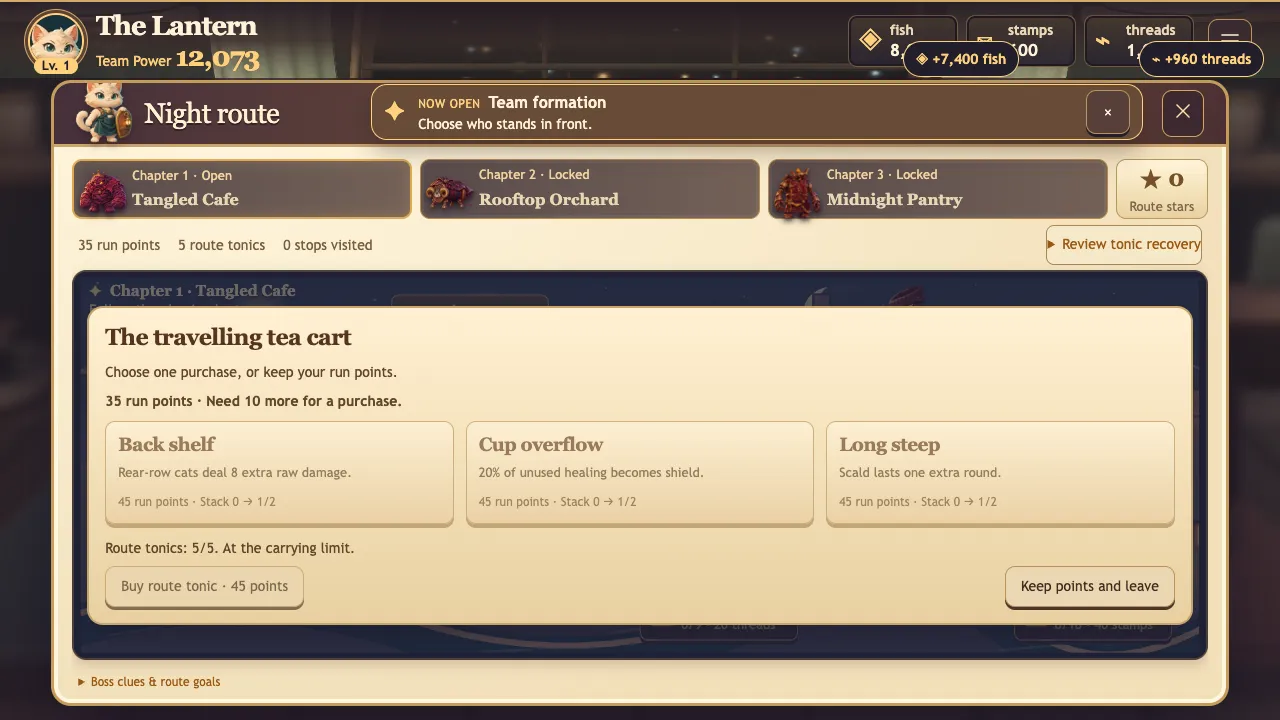 The Lantern
Lv. 1
Team Power 12,073
fish
8,
stamps
00
threads
1,
+7,400 fish
+960 threads
Night route
NOW OPEN Team formation
Choose who stands in front.
×
Chapter 1 · Open
Tangled Cafe
Chapter 2 · Locked
Rooftop Orchard
Chapter 3 · Locked
Midnight Pantry
★ 0
Route stars
35 run points 5 route tonics 0 stops visited
▶ Review tonic recovery
✦ Chapter 1 · Tangled Cafe
The travelling tea cart
Choose one purchase, or keep your run points.
35 run points · Need 10 more for a purchase.
Back shelf
Rear-row cats deal 8 extra raw damage.
45 run points · Stack 0 → 1/2
Cup overflow
20% of unused healing becomes shield.
45 run points · Stack 0 → 1/2
Long steep
Scald lasts one extra round.
45 run points · Stack 0 → 1/2
Route tonics: 5/5. At the carrying limit.
Buy route tonic · 45 points
Keep points and leave
▶ Boss clues & route goals